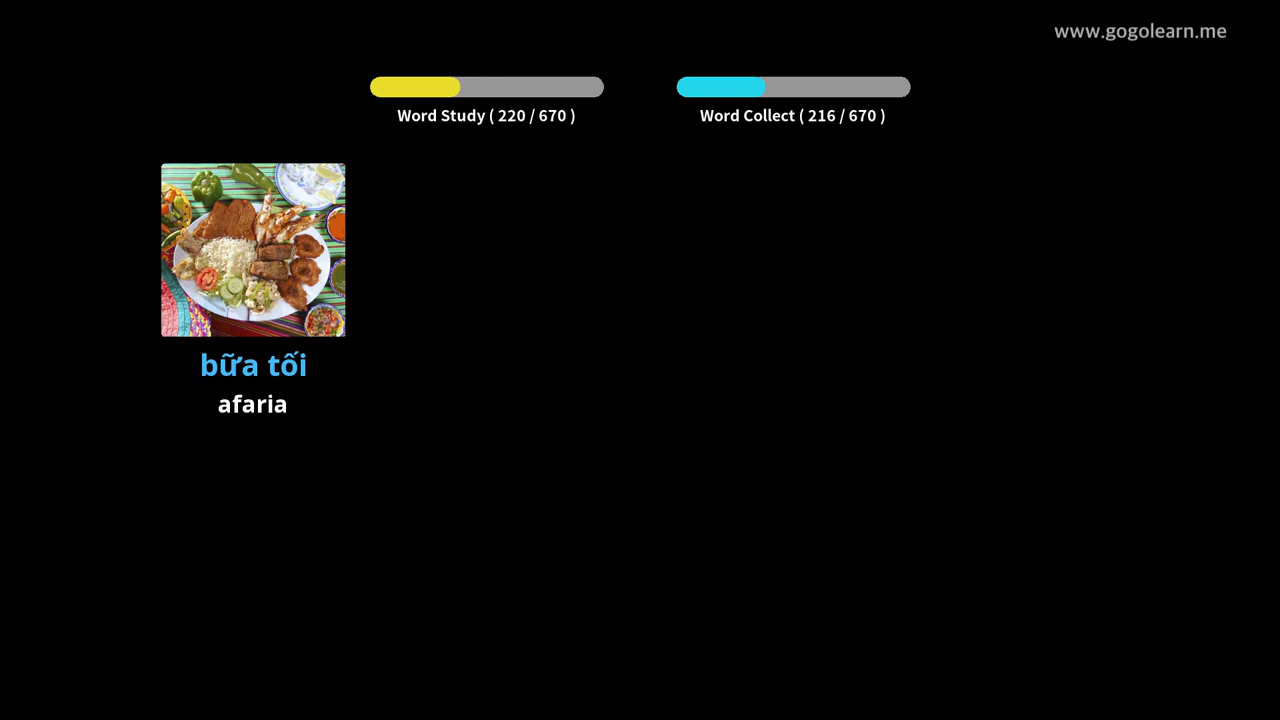 www.gogolearn.me
Word Study ( 220 / 670 )
Word Collect ( 216 / 670 )
bữa tối
afaria